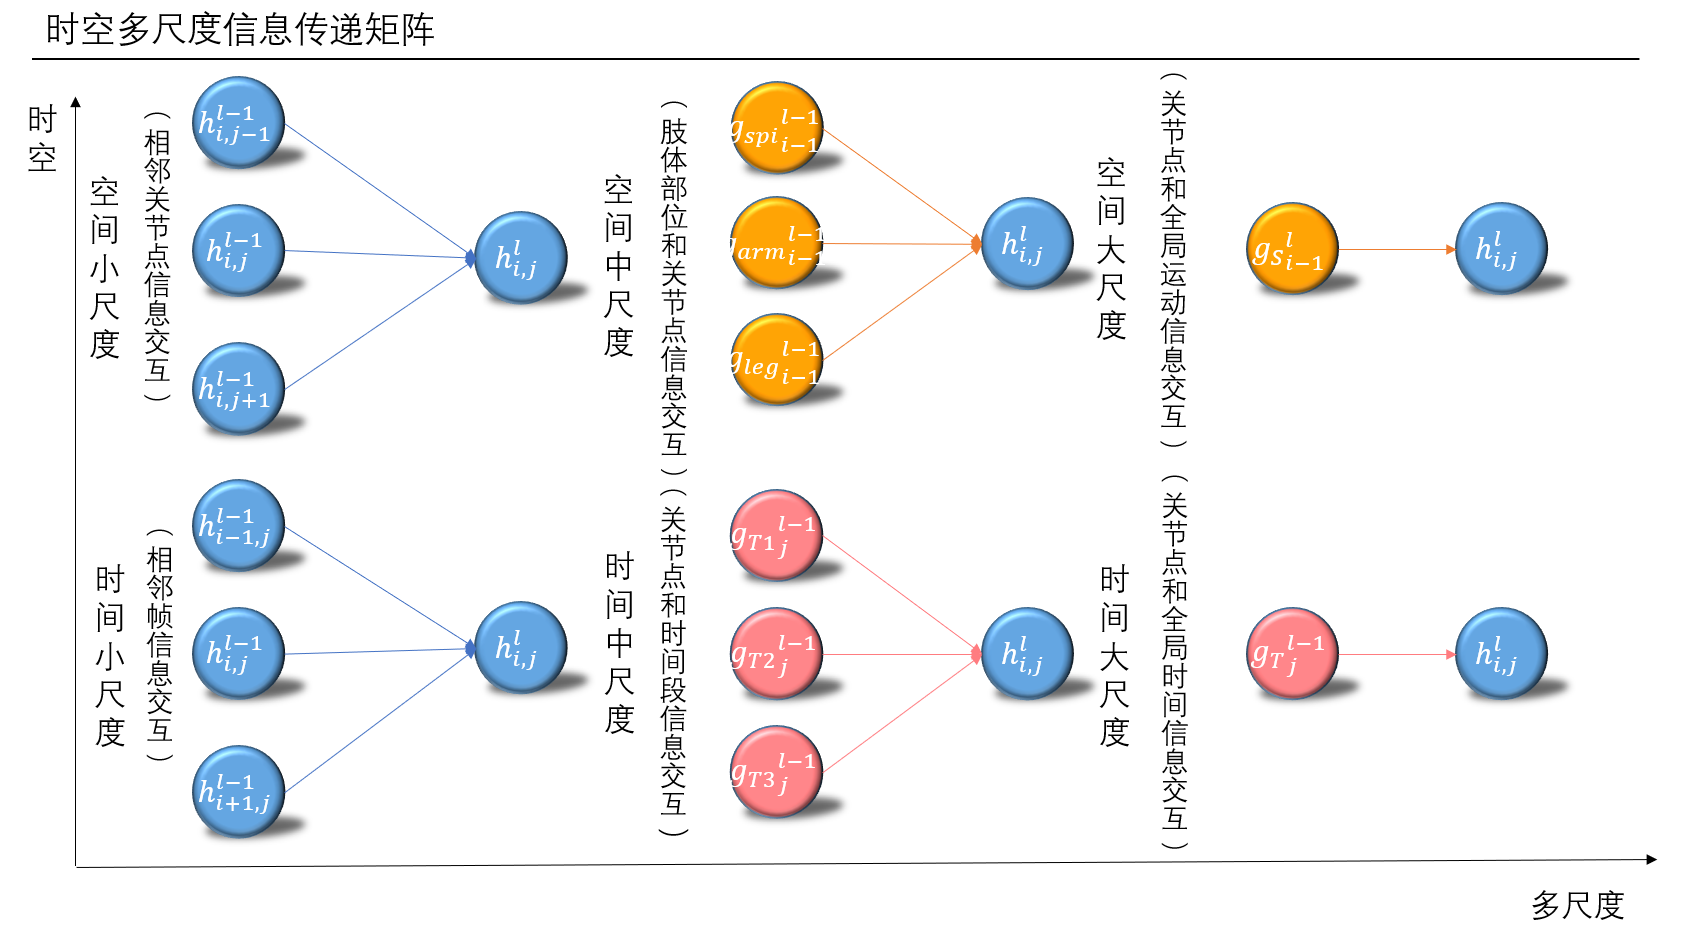 时空多尺度信息传递矩阵
时空
空间小尺度
（相邻关节点信息交互）
h_{i,j-1}^{l-1}
h_{i,j}^{l-1}
h_{i,j+1}^{l-1}
h_{i,j}^{l}
空间中尺度
（肢体部位和关节点信息交互）
g_{spi}{}_{i-1}^{l-1}
g_{arm}{}_{i-1}^{l-1}
g_{leg}{}_{i-1}^{l-1}
h_{i,j}^{l}
空间大尺度
（关节点和全局运动信息交互）
g_{S}{}_{i-1}^{l}
h_{i,j}^{l}
时间小尺度
（相邻帧信息交互）
h_{i-1,j}^{l-1}
h_{i,j}^{l-1}
h_{i+1,j}^{l-1}
h_{i,j}^{l}
时间中尺度
（关节点和时间段信息交互）
g_{T1}{}_{j}^{l-1}
g_{T2}{}_{j}^{l-1}
g_{T3}{}_{j}^{l-1}
h_{i,j}^{l}
时间大尺度
（关节点和全局时间信息交互）
g_{T}{}_{j}^{l-1}
h_{i,j}^{l}
多尺度